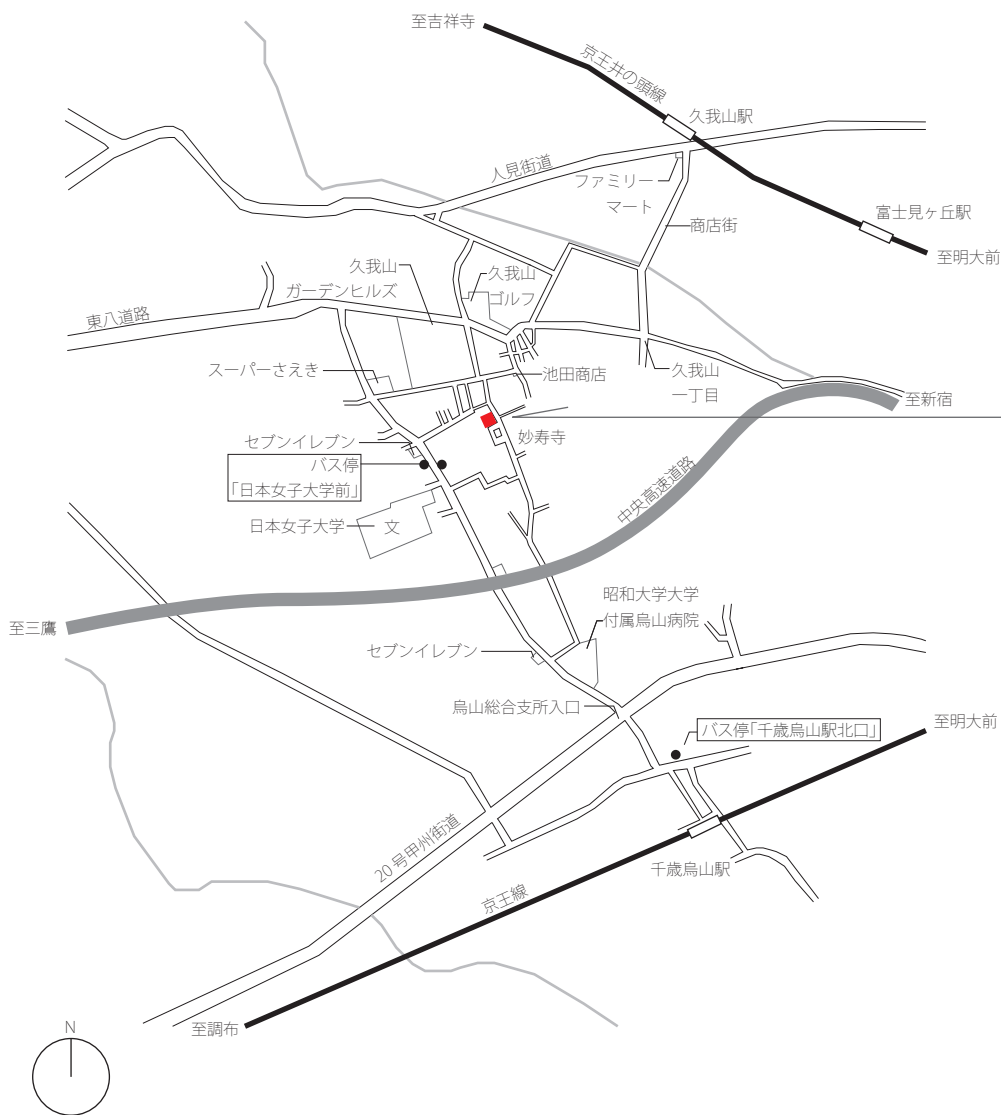 至吉祥寺
京王井の頭線
久我山駅
人見街道
ファミリー
マート
商店街
富士見ヶ丘駅
至明大前
久我山
ガーデンヒルズ
久我山
ゴルフ
東八道路
スーパーさえき
池田商店
久我山
一丁目
至新宿
妙寿寺
セブンイレブン
バス停
「日本女子大学前」
中央高速道路
日本女子大学
文
昭和大学大学
付属烏山病院
至三鷹
セブンイレブン
烏山総合支所入口
バス停「千歳烏山駅北口」
至明大前
20号甲州街道
千歳烏山駅
京王線
至調布
N